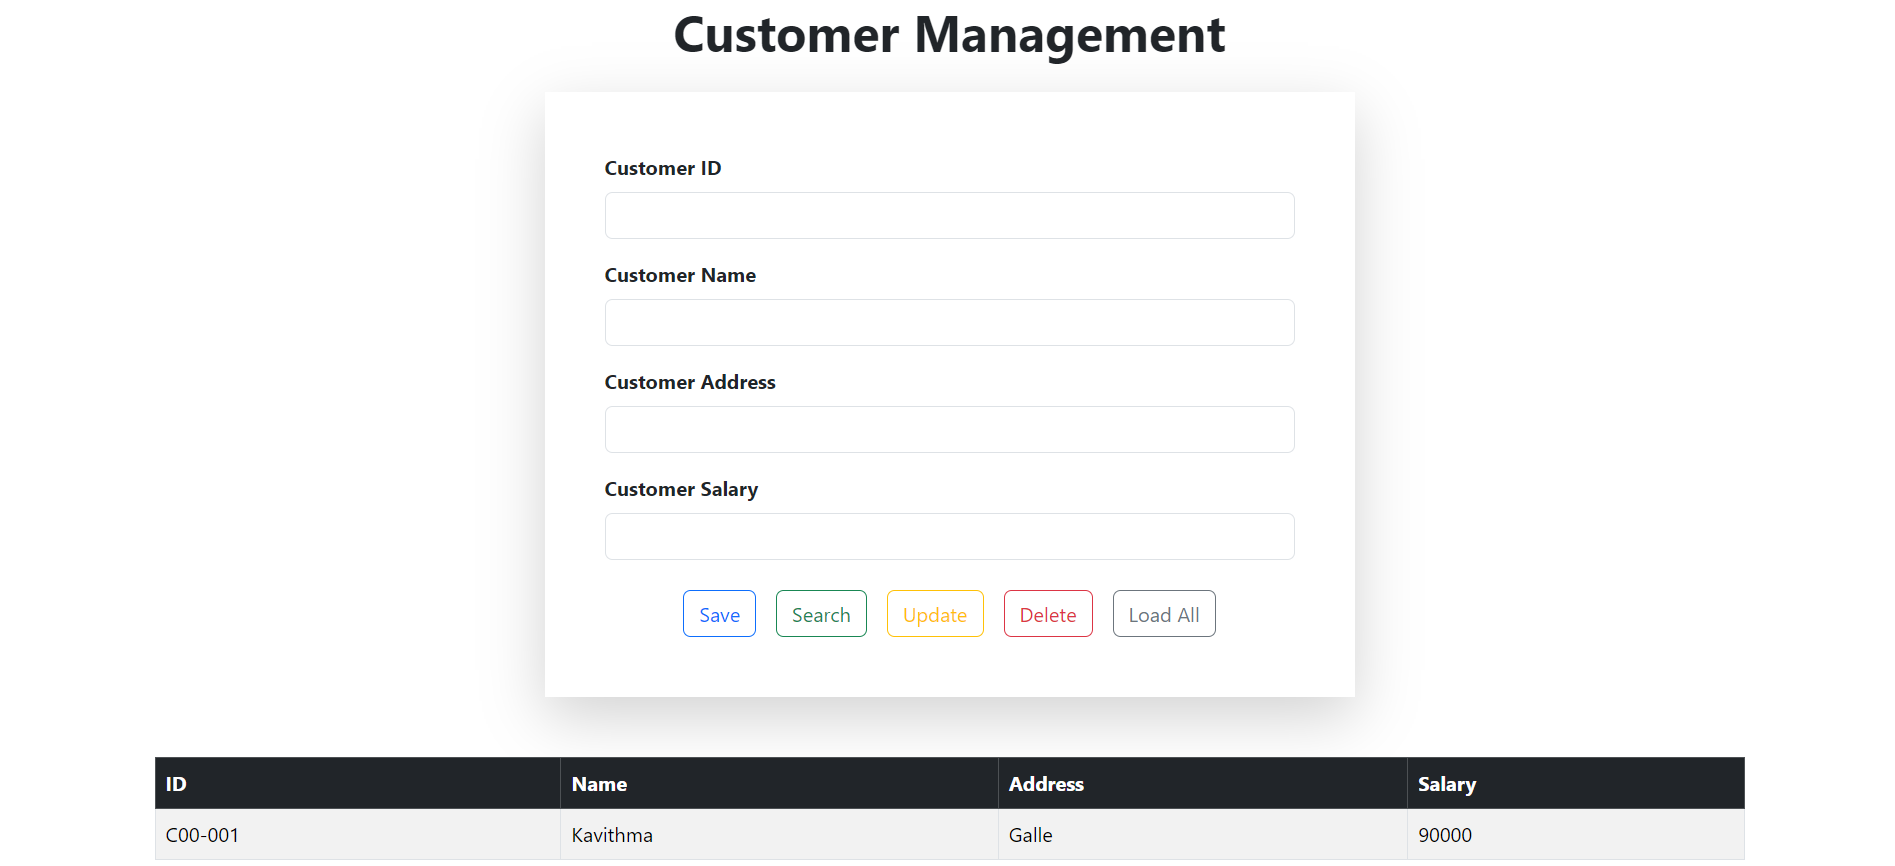 Customer Management
Customer ID
Customer Name
Customer Address
Customer Salary
Save Search Update Delete Load All
ID Name Address Salary
C00-001 Kavithma Galle 90000